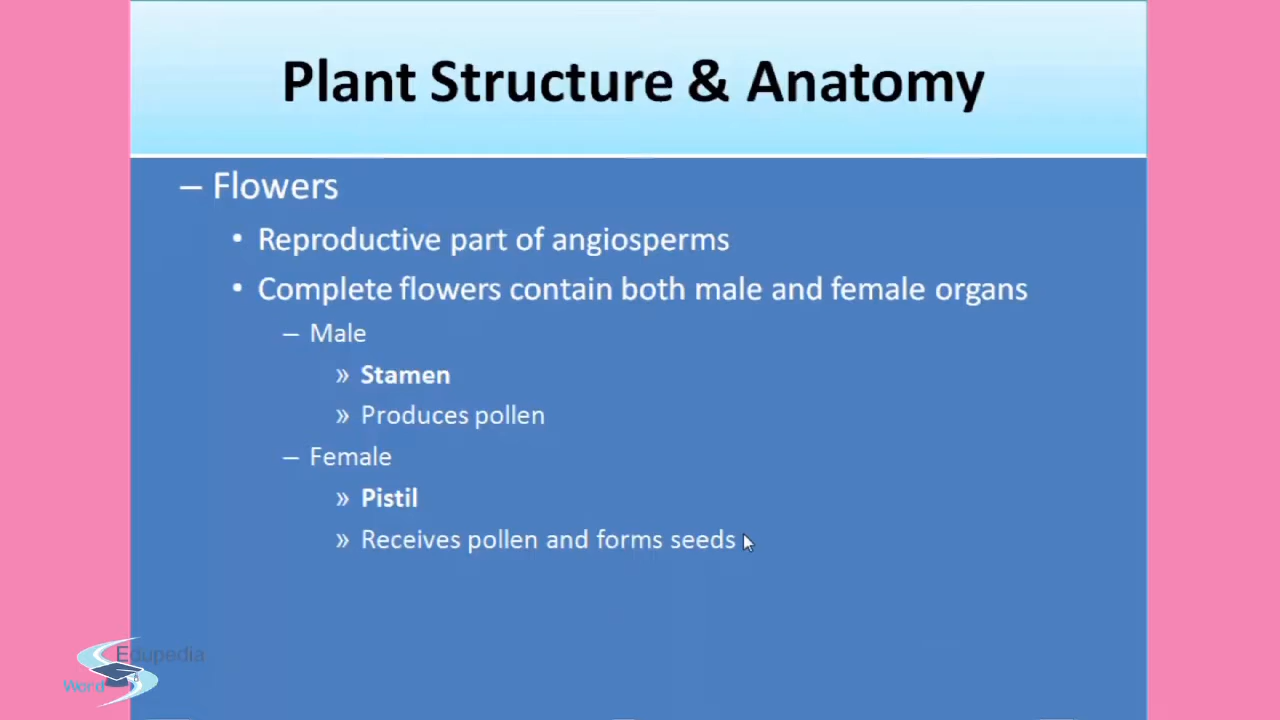 Plant Structure & Anatomy
– Flowers
• Reproductive part of angiosperms
• Complete flowers contain both male and female organs
– Male
» Stamen
» Produces pollen
– Female
» Pistil
» Receives pollen and forms seeds
Edupedia
World